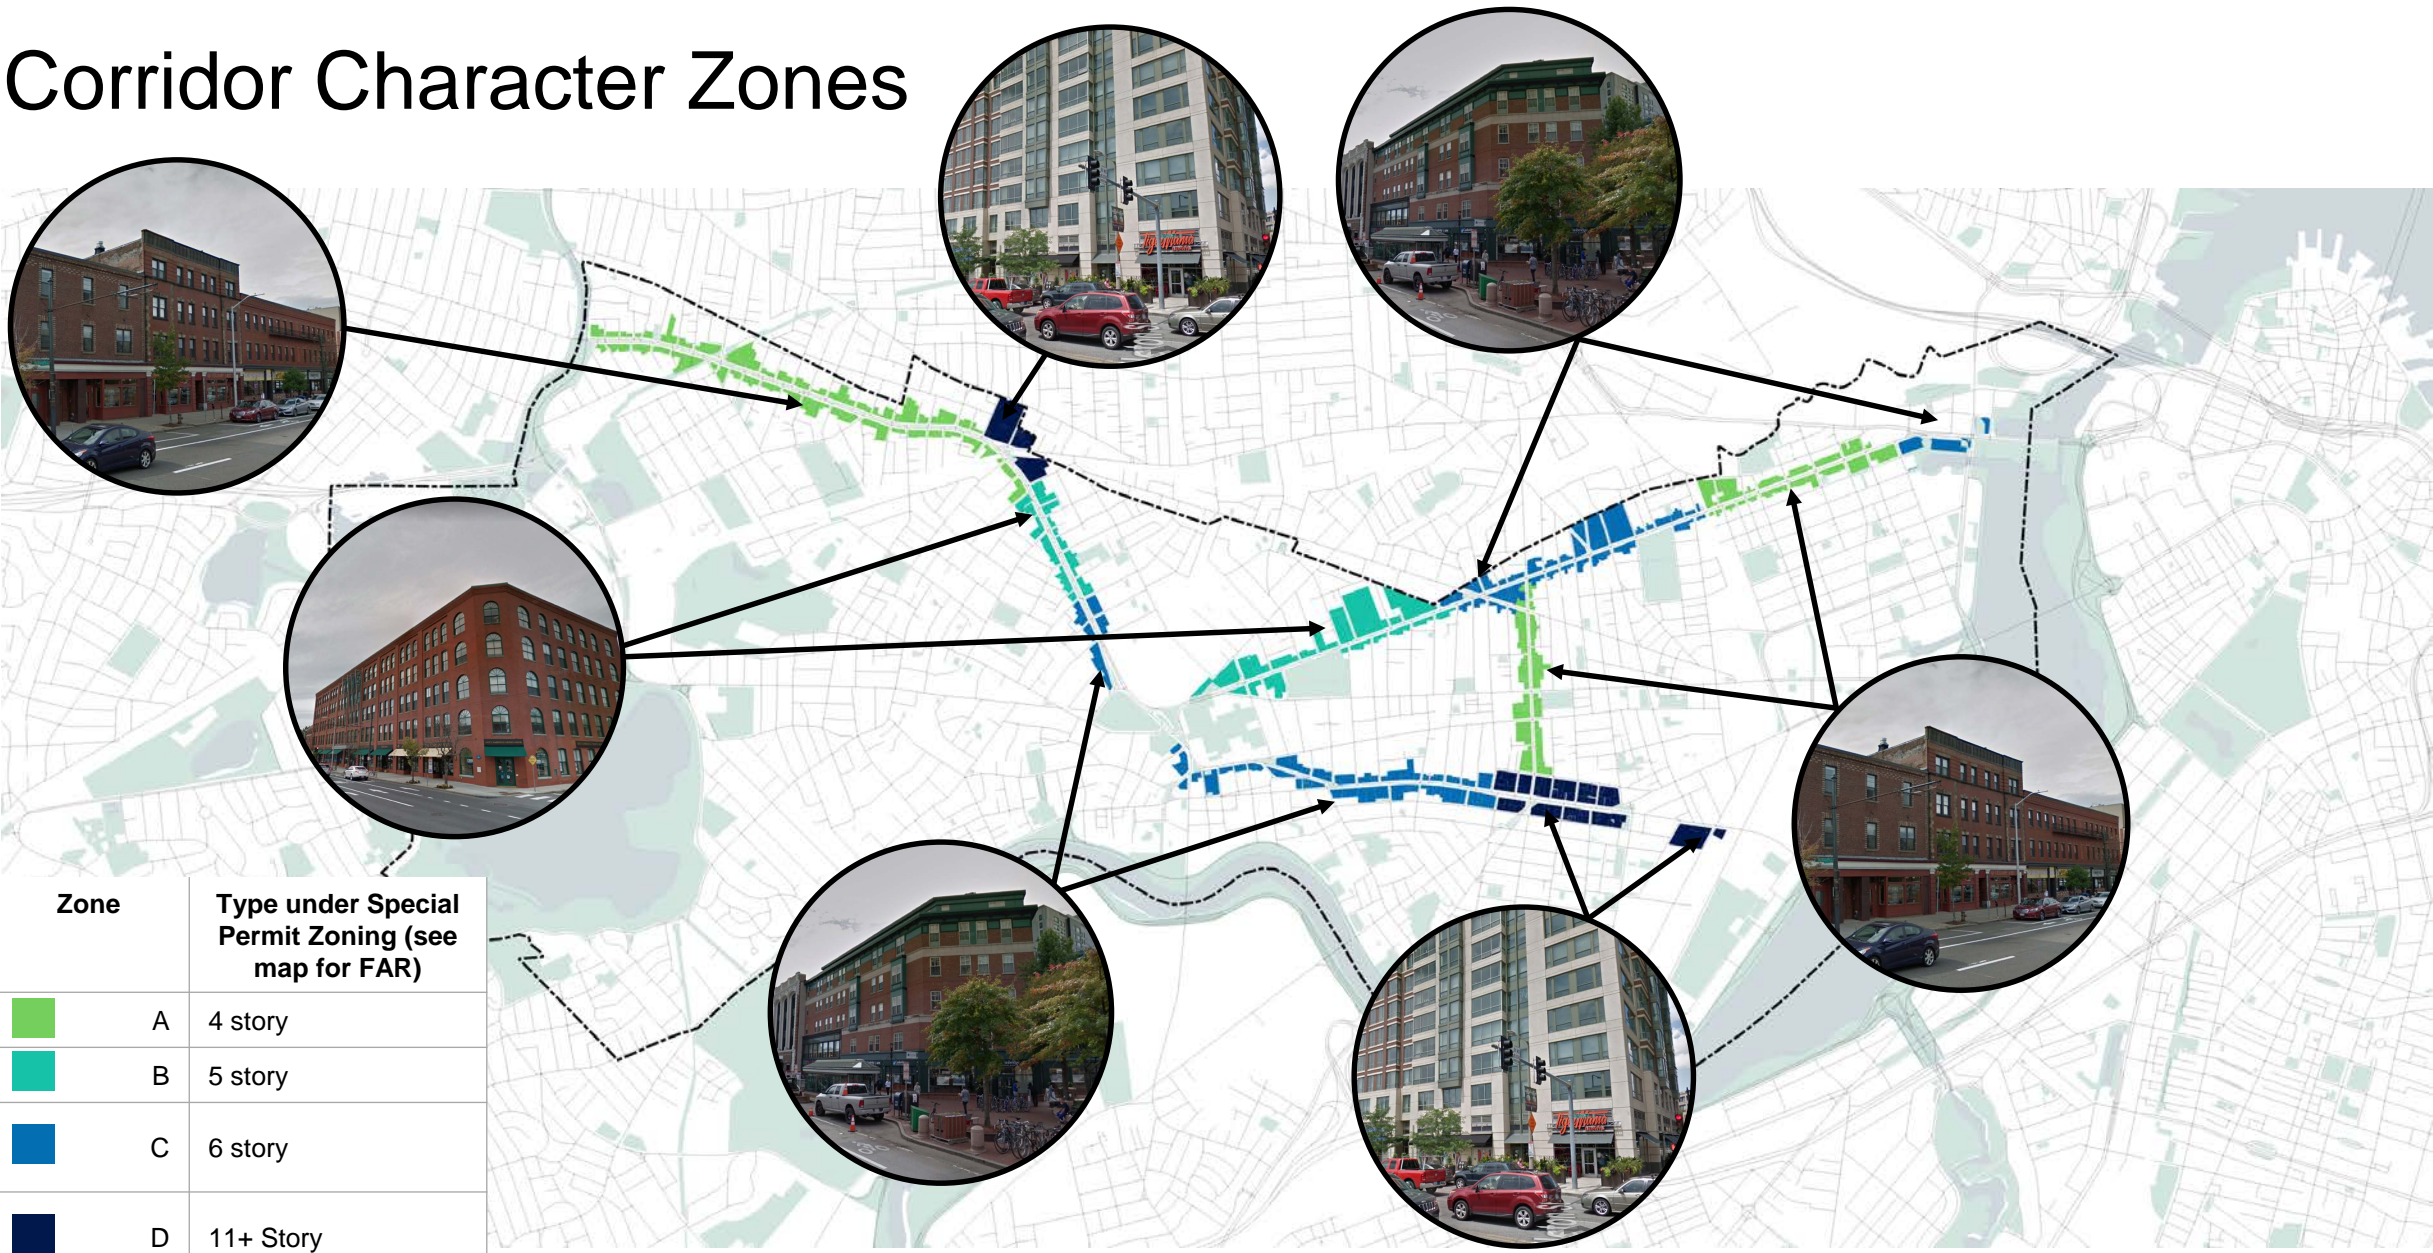 Corridor Character Zones
Zone
Type under Special
Permit Zoning (see
map for FAR)
A
4 story
B
5 story
C
6 story
D
11+ Story